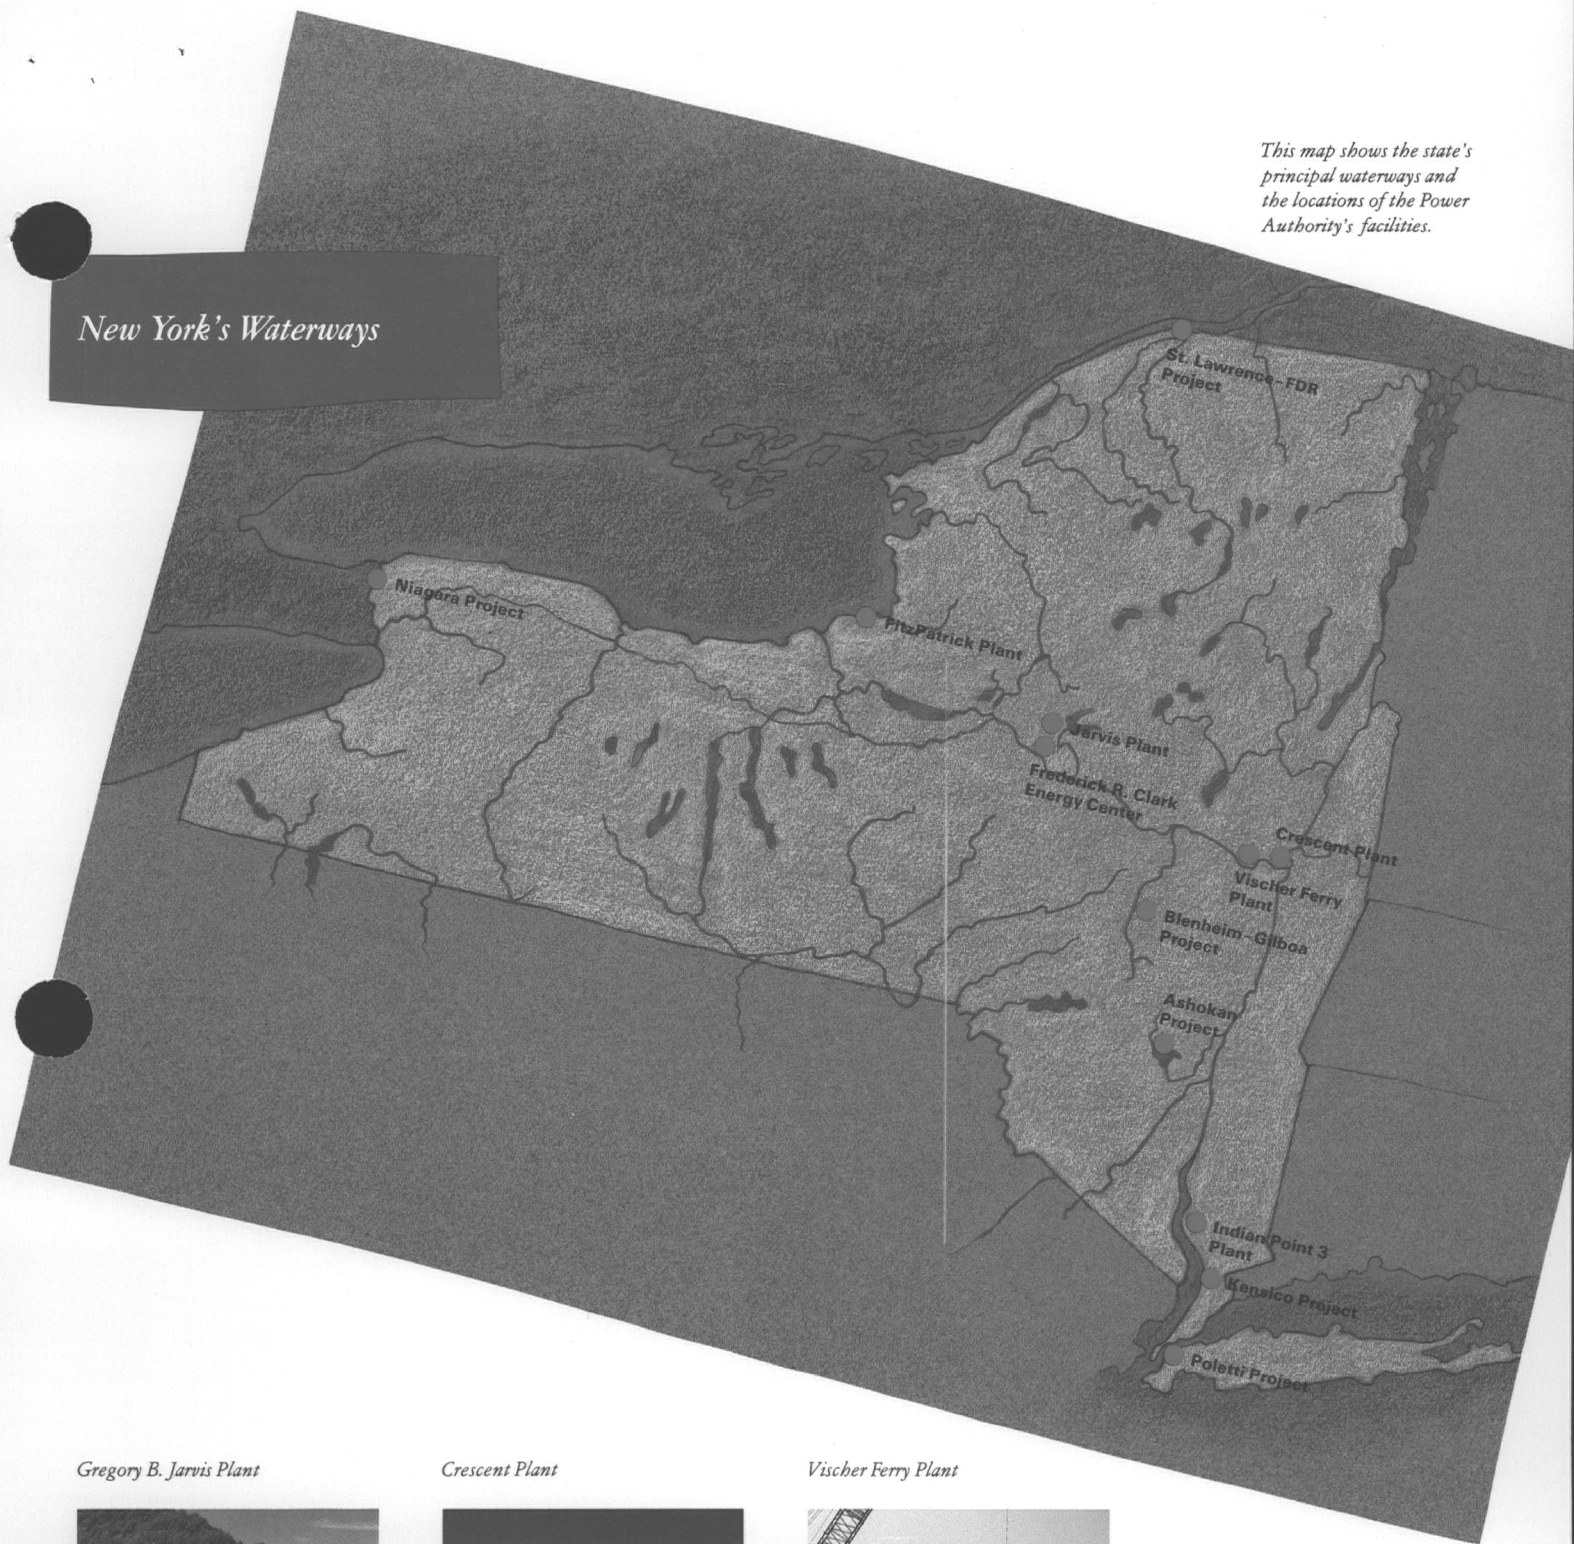 This map shows the state's
principal waterways and
the locations of the Power
Authority's facilities.
New York's Waterways
St. Lawrence-FDR
Project
Niagara Project
FitzPatrick Plant
Jarvis Plant
Frederick R. Clark
Energy Center
Crescent Plant
Vischer Ferry
Plant
Blenheim-Gilboa
Project
Ashokan
Project
Indian Point 3
Plant
Kensico Project
Poletti Project
Gregory B. Jarvis Plant
Crescent Plant
Vischer Ferry Plant